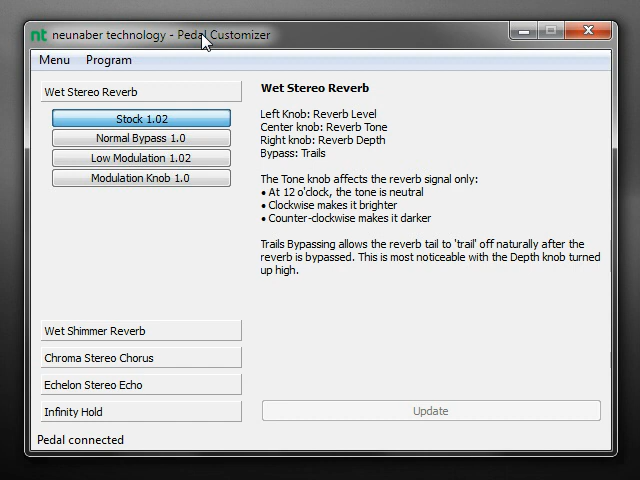 nt neunaber technology - Pedal Customizer
Menu Program
Wet Stereo Reverb
Stock 1.02
Normal Bypass 1.0
Low Modulation 1.02
Modulation Knob 1.0
Wet Shimmer Reverb
Chroma Stereo Chorus
Echelon Stereo Echo
Infinity Hold
Wet Stereo Reverb
Left Knob: Reverb Level
Center knob: Reverb Tone
Right knob: Reverb Depth
Bypass: Trails
The Tone knob affects the reverb signal only:
• At 12 o'clock, the tone is neutral
• Clockwise makes it brighter
• Counter-clockwise makes it darker
Trails Bypassing allows the reverb tail to 'trail' off naturally after the
reverb is bypassed. This is most noticeable with the Depth knob turned
up high.
Update
Pedal connected